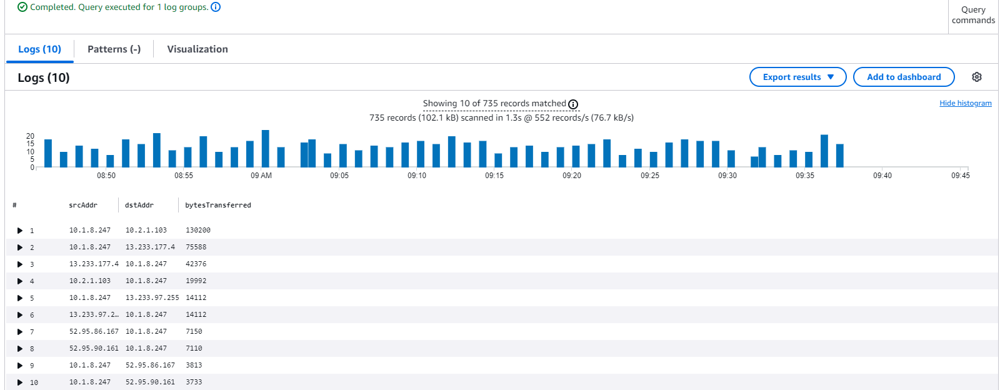 Completed. Query executed for 1 log groups.
Query
commands
Logs (10)
Patterns (-)
Visualization
Logs (10)
Export results
Add to dashboard
Showing 10 of 735 records matched
Hide histogram
735 records (102.1 kB) scanned in 1.3s @ 552 records/s (76.7 kB/s)
20
15
10
5
0
08:50 08:55 09 AM 09:05 09:10 09:15 09:20 09:25 09:30 09:35 09:40 09:45
# srcAddr dstAddr bytesTransferred
1 10.1.8.247 10.2.1.103 130200
2 10.1.8.247 13.233.177.4 75588
3 13.233.177.4 10.1.8.247 42376
4 10.2.1.103 10.1.8.247 19992
5 10.1.8.247 13.233.97.255 14112
6 13.233.97.2… 10.1.8.247 14112
7 52.95.86.167 10.1.8.247 7150
8 52.95.90.161 10.1.8.247 7110
9 10.1.8.247 52.95.86.167 3813
10 10.1.8.247 52.95.90.161 3733